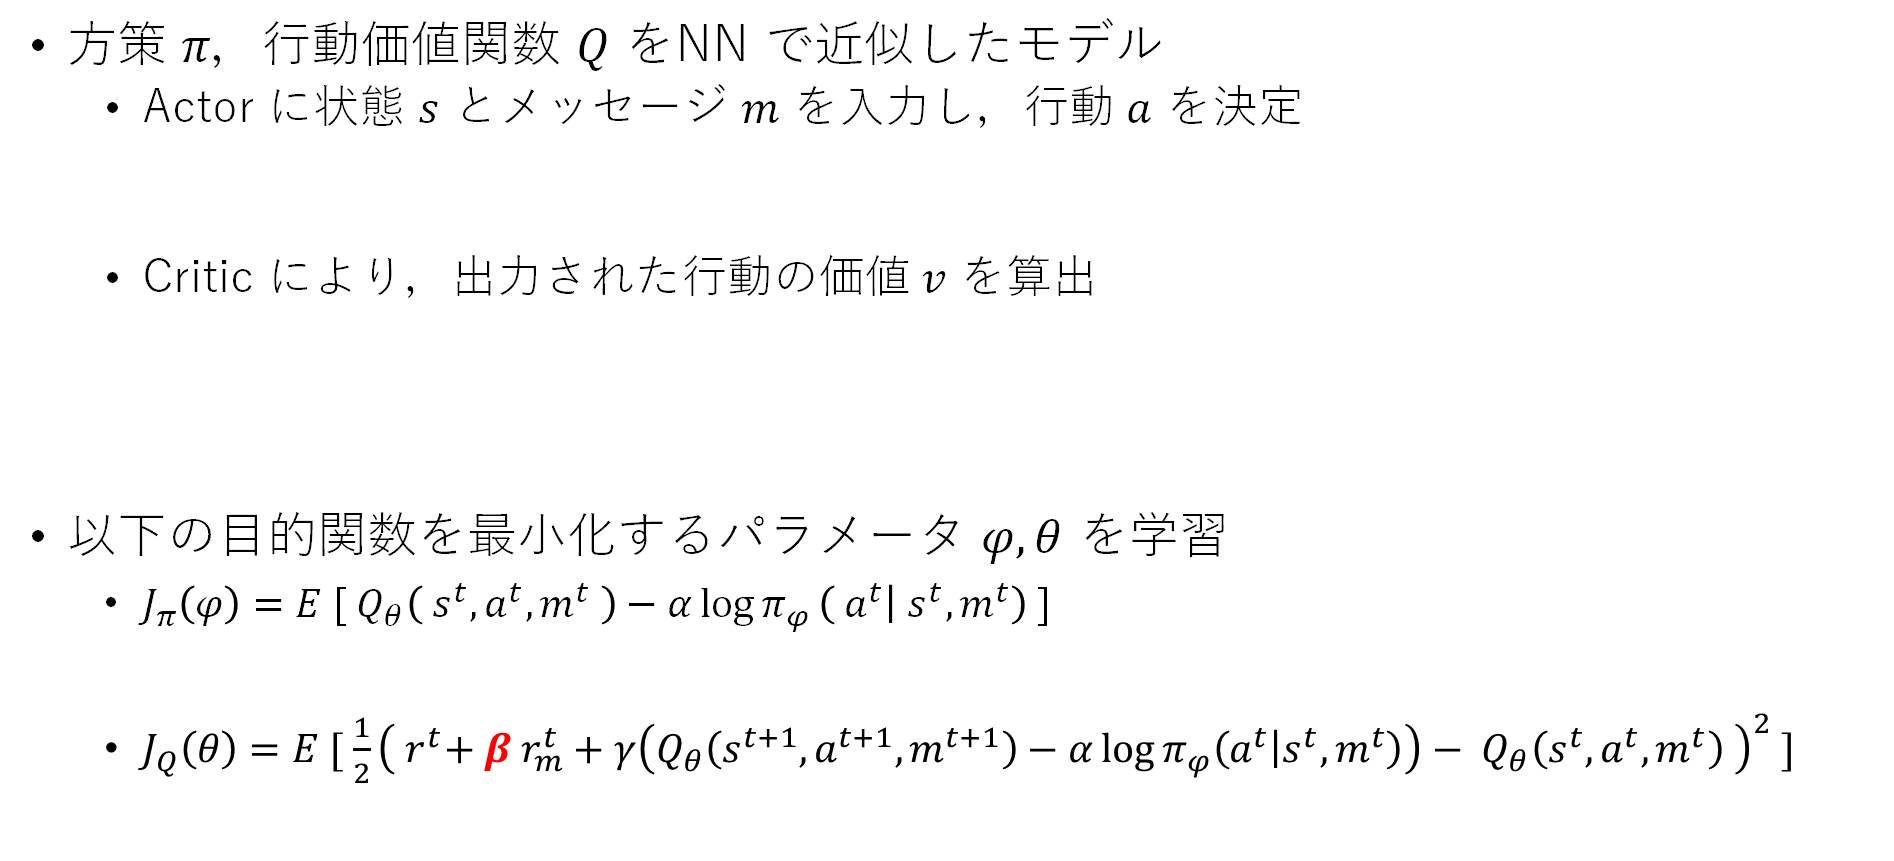 • 方策 π, 行動価値関数 Q をNN で近似したモデル
• Actor に状態 s とメッセージ m を入力し, 行動 a を決定
• Critic により, 出力された行動の価値 v を算出
• 以下の目的関数を最小化するパラメータ φ, θ を学習
• J_π(φ) = E [ Q_θ( s^t, a^t, m^t ) − α log π_φ ( a^t | s^t, m^t) ]
• J_Q(θ) = E [ 1/2 ( r^t + β r_m^t + γ(Q_θ(s^{t+1}, a^{t+1}, m^{t+1}) − α log π_φ(a^t|s^t, m^t)) − Q_θ(s^t, a^t, m^t) )^2 ]